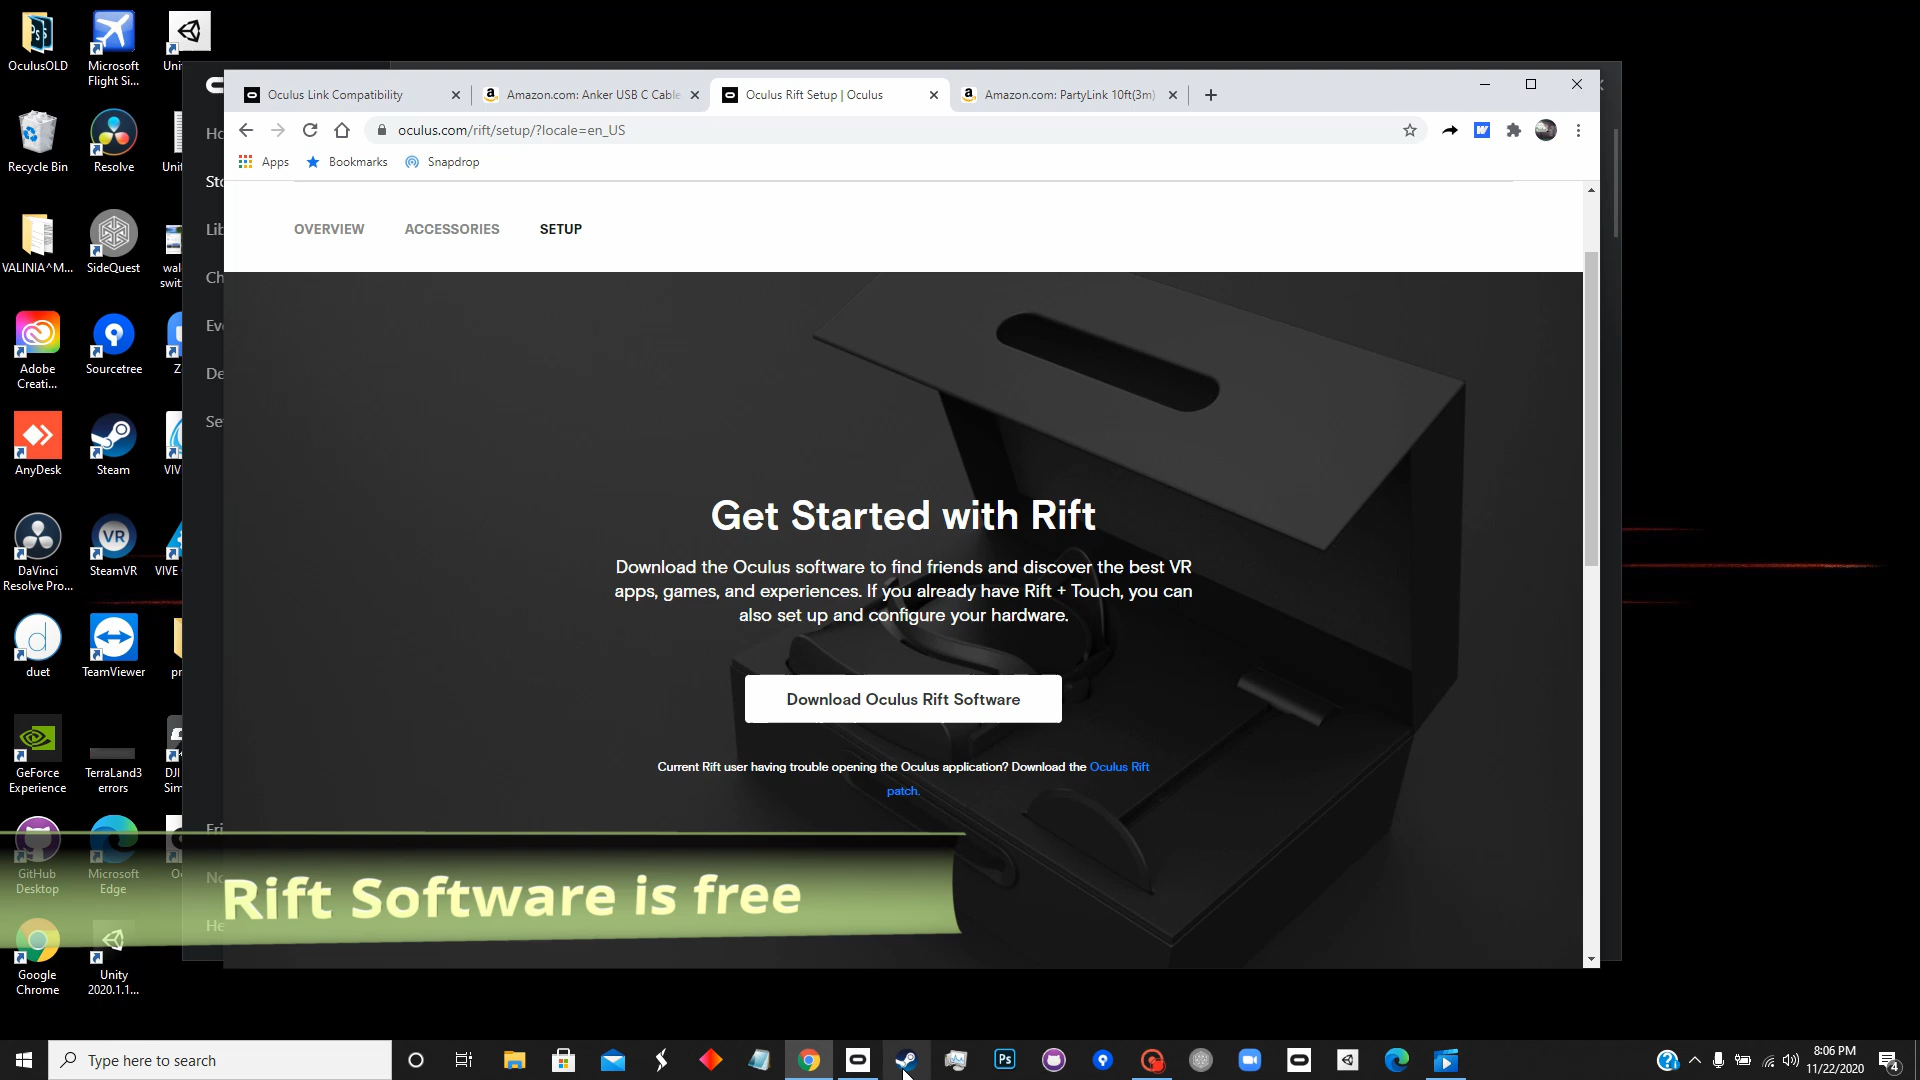 OculusOLD
Microsoft
Flight Si...
Recycle Bin
Resolve
VALINIA^M...
SideQuest
Adobe
Creati...
Sourcetree
AnyDesk
Steam
DaVinci
Resolve Pro...
SteamVR
duet
TeamViewer
GeForce
Experience
TerraLand3
errors
GitHub
Desktop
Microsoft
Edge
Google
Chrome
Unity
2020.1.1...
Oculus Link Compatibility
Amazon.com: Anker USB C Cable
Oculus Rift Setup | Oculus
Amazon.com: PartyLink 10ft(3m)
oculus.com/rift/setup/?locale=en_US
Apps
Bookmarks
Snapdrop
OVERVIEW
ACCESSORIES
SETUP
Get Started with Rift
Download the Oculus software to find friends and discover the best VR
apps, games, and experiences. If you already have Rift + Touch, you can
also set up and configure your hardware.
Download Oculus Rift Software
Current Rift user having trouble opening the Oculus application? Download the Oculus Rift
patch.
Rift Software is free
Type here to search
8:06 PM
11/22/2020
4